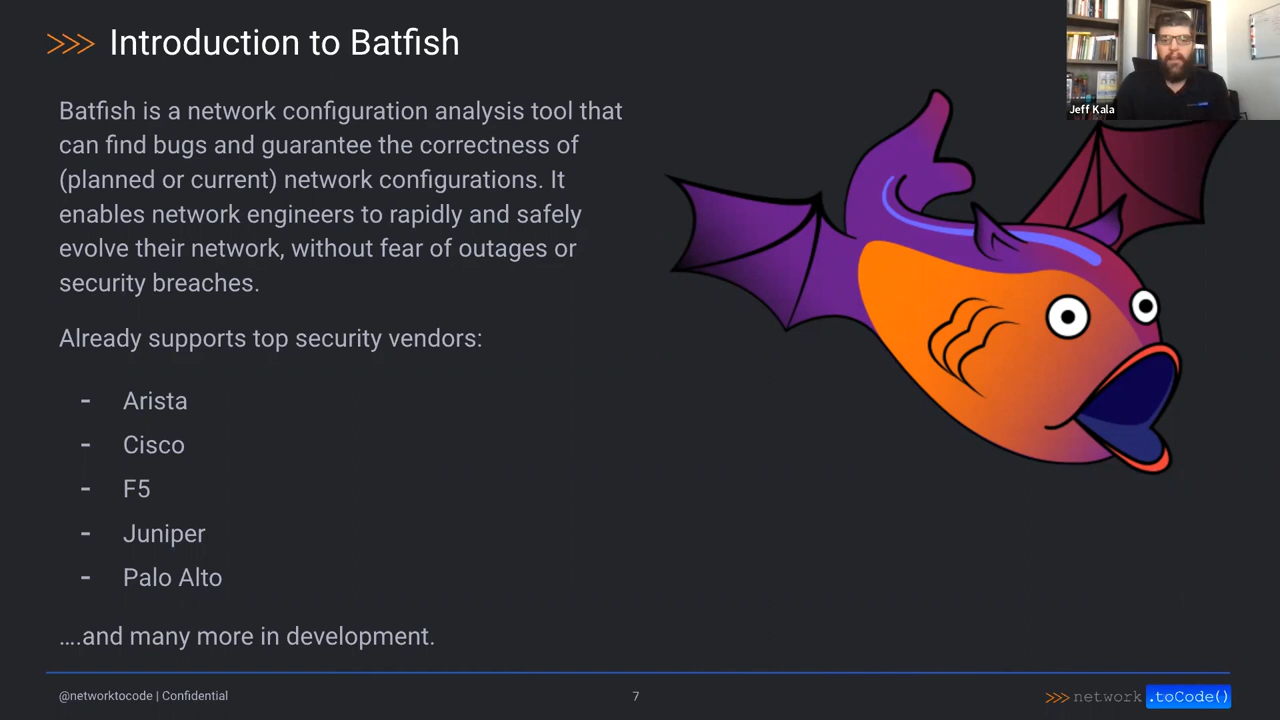 >>> Introduction to Batfish
Jeff Kala
Batfish is a network configuration analysis tool that
can find bugs and guarantee the correctness of
(planned or current) network configurations. It
enables network engineers to rapidly and safely
evolve their network, without fear of outages or
security breaches.
Already supports top security vendors:
- Arista
- Cisco
- F5
- Juniper
- Palo Alto
….and many more in development.
@networktocode | Confidential
7
>>> network .toCode()